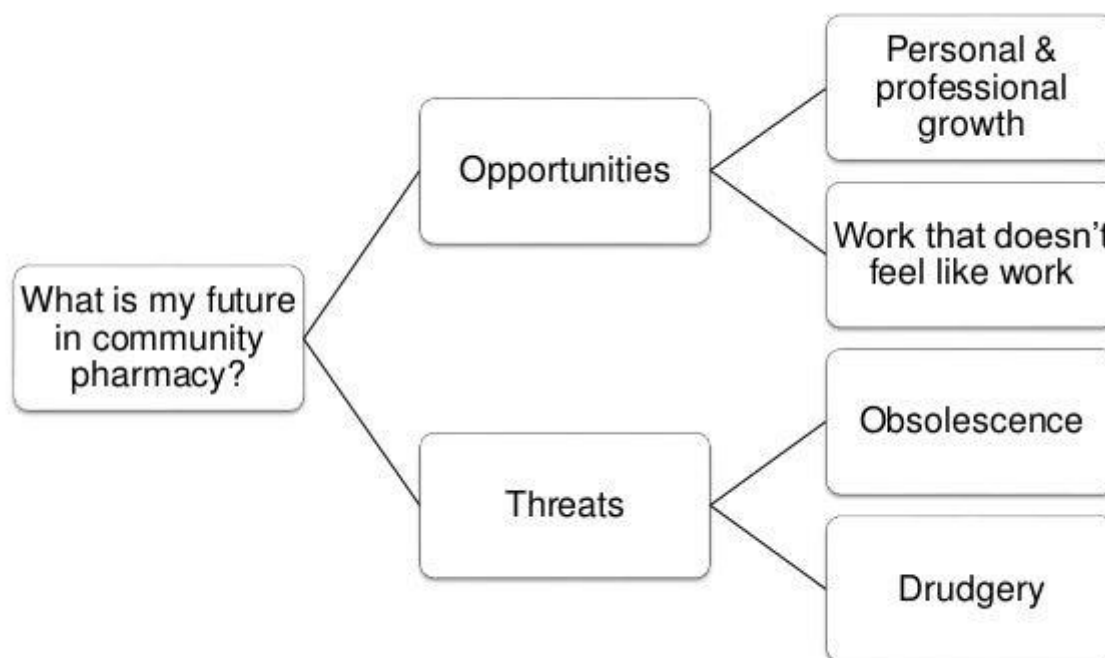 What is my future
in community
pharmacy?
Opportunities
Personal &
professional
growth
Work that doesn’t
feel like work
Threats
Obsolescence
Drudgery